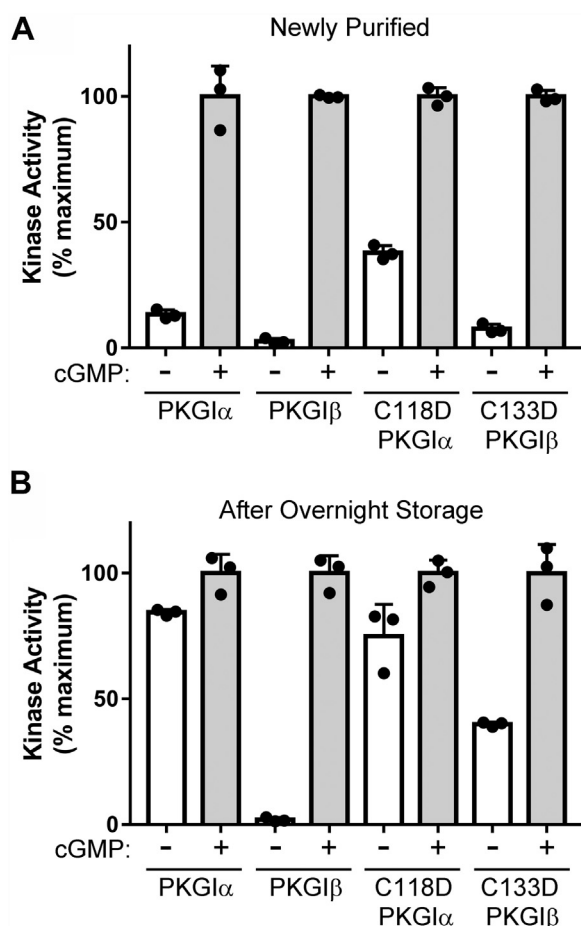 A
Newly Purified
Kinase Activity
(% maximum)
100
50
0
cGMP: - + - + - + - +
PKGIα PKGIβ C118D C133D
PKGIα PKGIβ
B
After Overnight Storage
Kinase Activity
(% maximum)
100
50
0
cGMP: - + - + - + - +
PKGIα PKGIβ C118D C133D
PKGIα PKGIβ